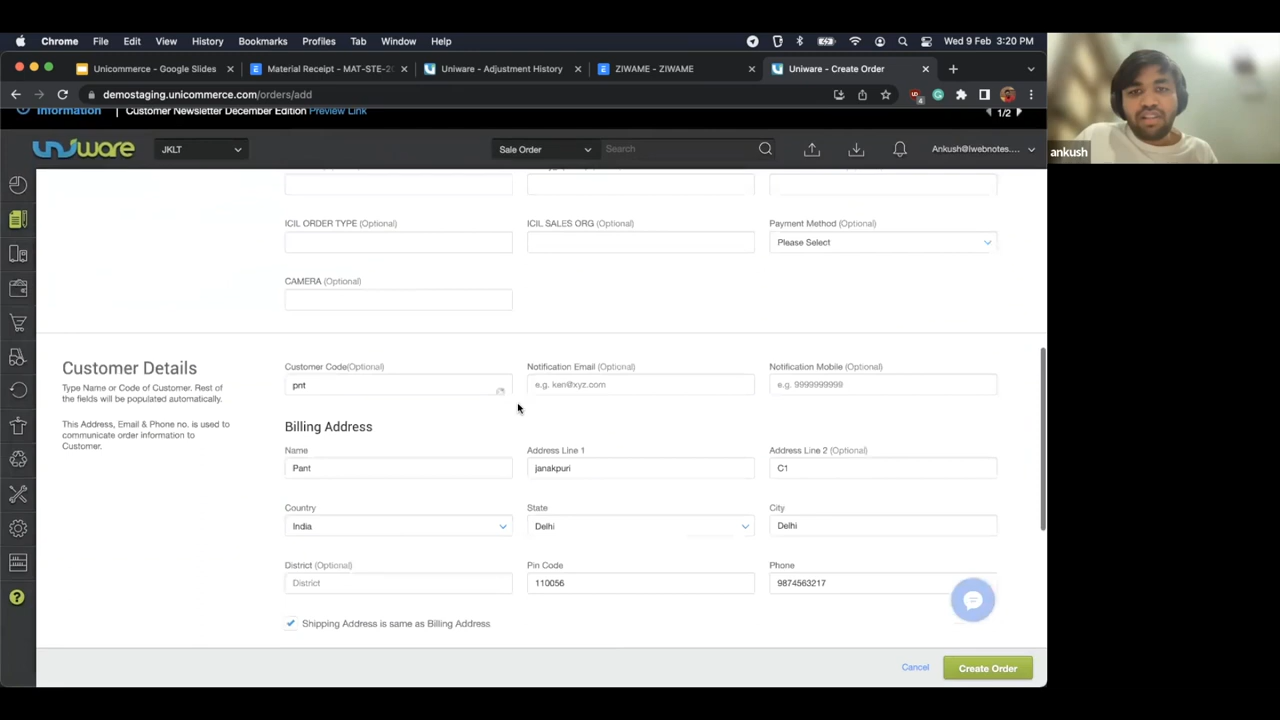 Chrome File Edit View History Bookmarks Profiles Tab Window Help Wed 9 Feb 3:20 PM
Unicommerce - Google Slides Material Receipt - MAT-STE-20 Uniware - Adjustment History ZIWAME - ZIWAME Uniware - Create Order
demostaging.unicommerce.com/orders/add
Information Customer Newsletter December Edition Preview Link 1/2
uniware JKLT Sale Order Search Ankush@Iwebnotes....
ankush
ICIL ORDER TYPE (Optional) ICIL SALES ORG (Optional) Payment Method (Optional)
Please Select
CAMERA (Optional)
Customer Details
Type Name or Code of Customer. Rest of
the fields will be populated automatically.
This Address, Email & Phone no. is used to
communicate order information to
Customer.
Customer Code(Optional) Notification Email (Optional) Notification Mobile (Optional)
pnt e.g. ken@xyz.com e.g. 9999999999
Billing Address
Name Address Line 1 Address Line 2 (Optional)
Pant janakpuri C1
Country State City
India Delhi Delhi
District (Optional) Pin Code Phone
District 110056 9874563217
Shipping Address is same as Billing Address
Cancel Create Order